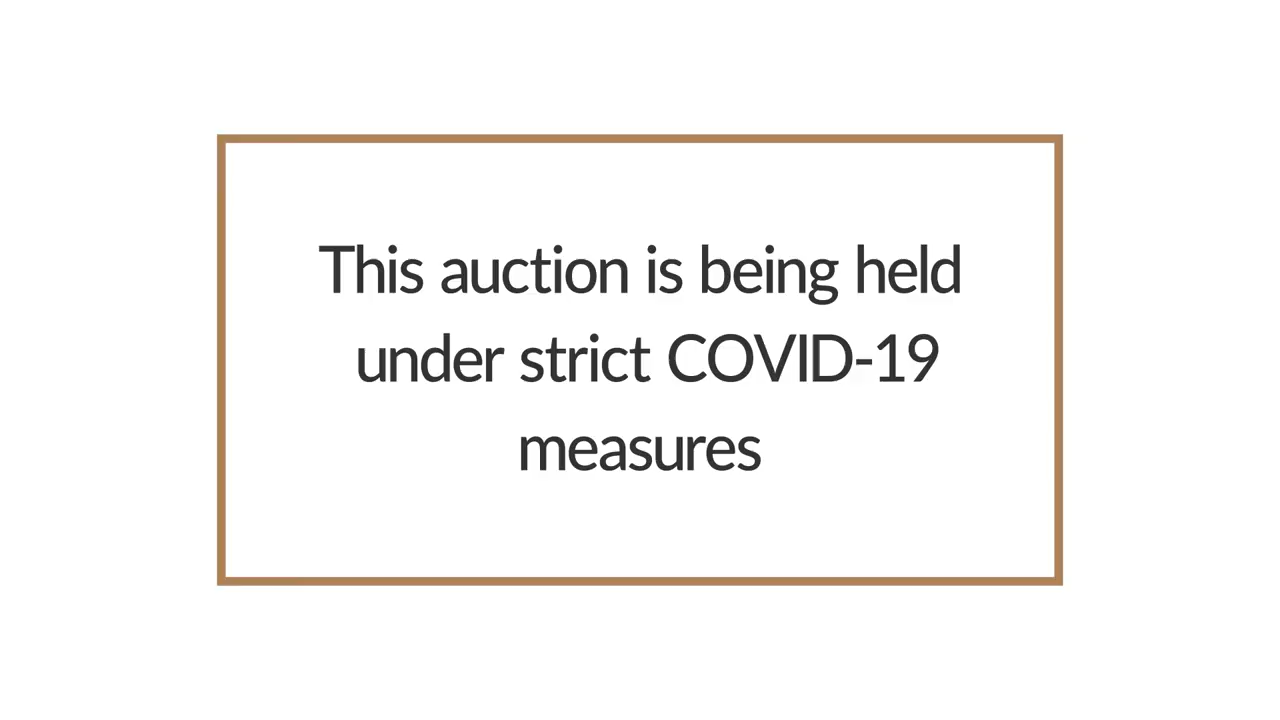 This auction is being held
under strict COVID-19
measures